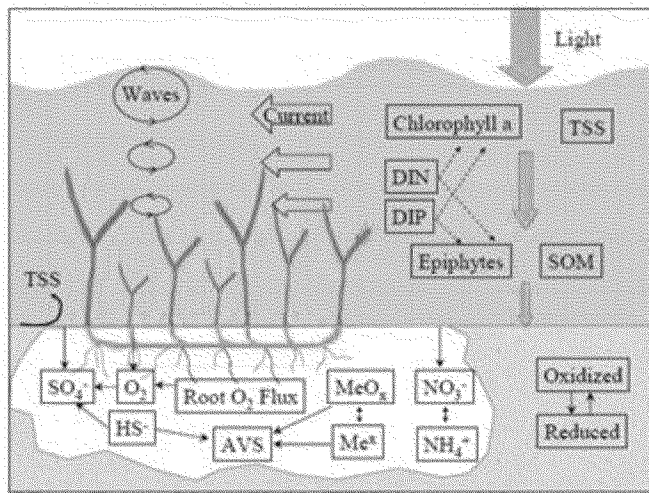 Light
Waves
Current
Chlorophyll a
TSS
DIN
DIP
Epiphytes
SOM
TSS
SO₄⁻
O₂
Root O₂ Flux
MeOₓ
NO₃⁻
Oxidized
HS⁻
AVS
Meˣ
NH₄⁺
Reduced